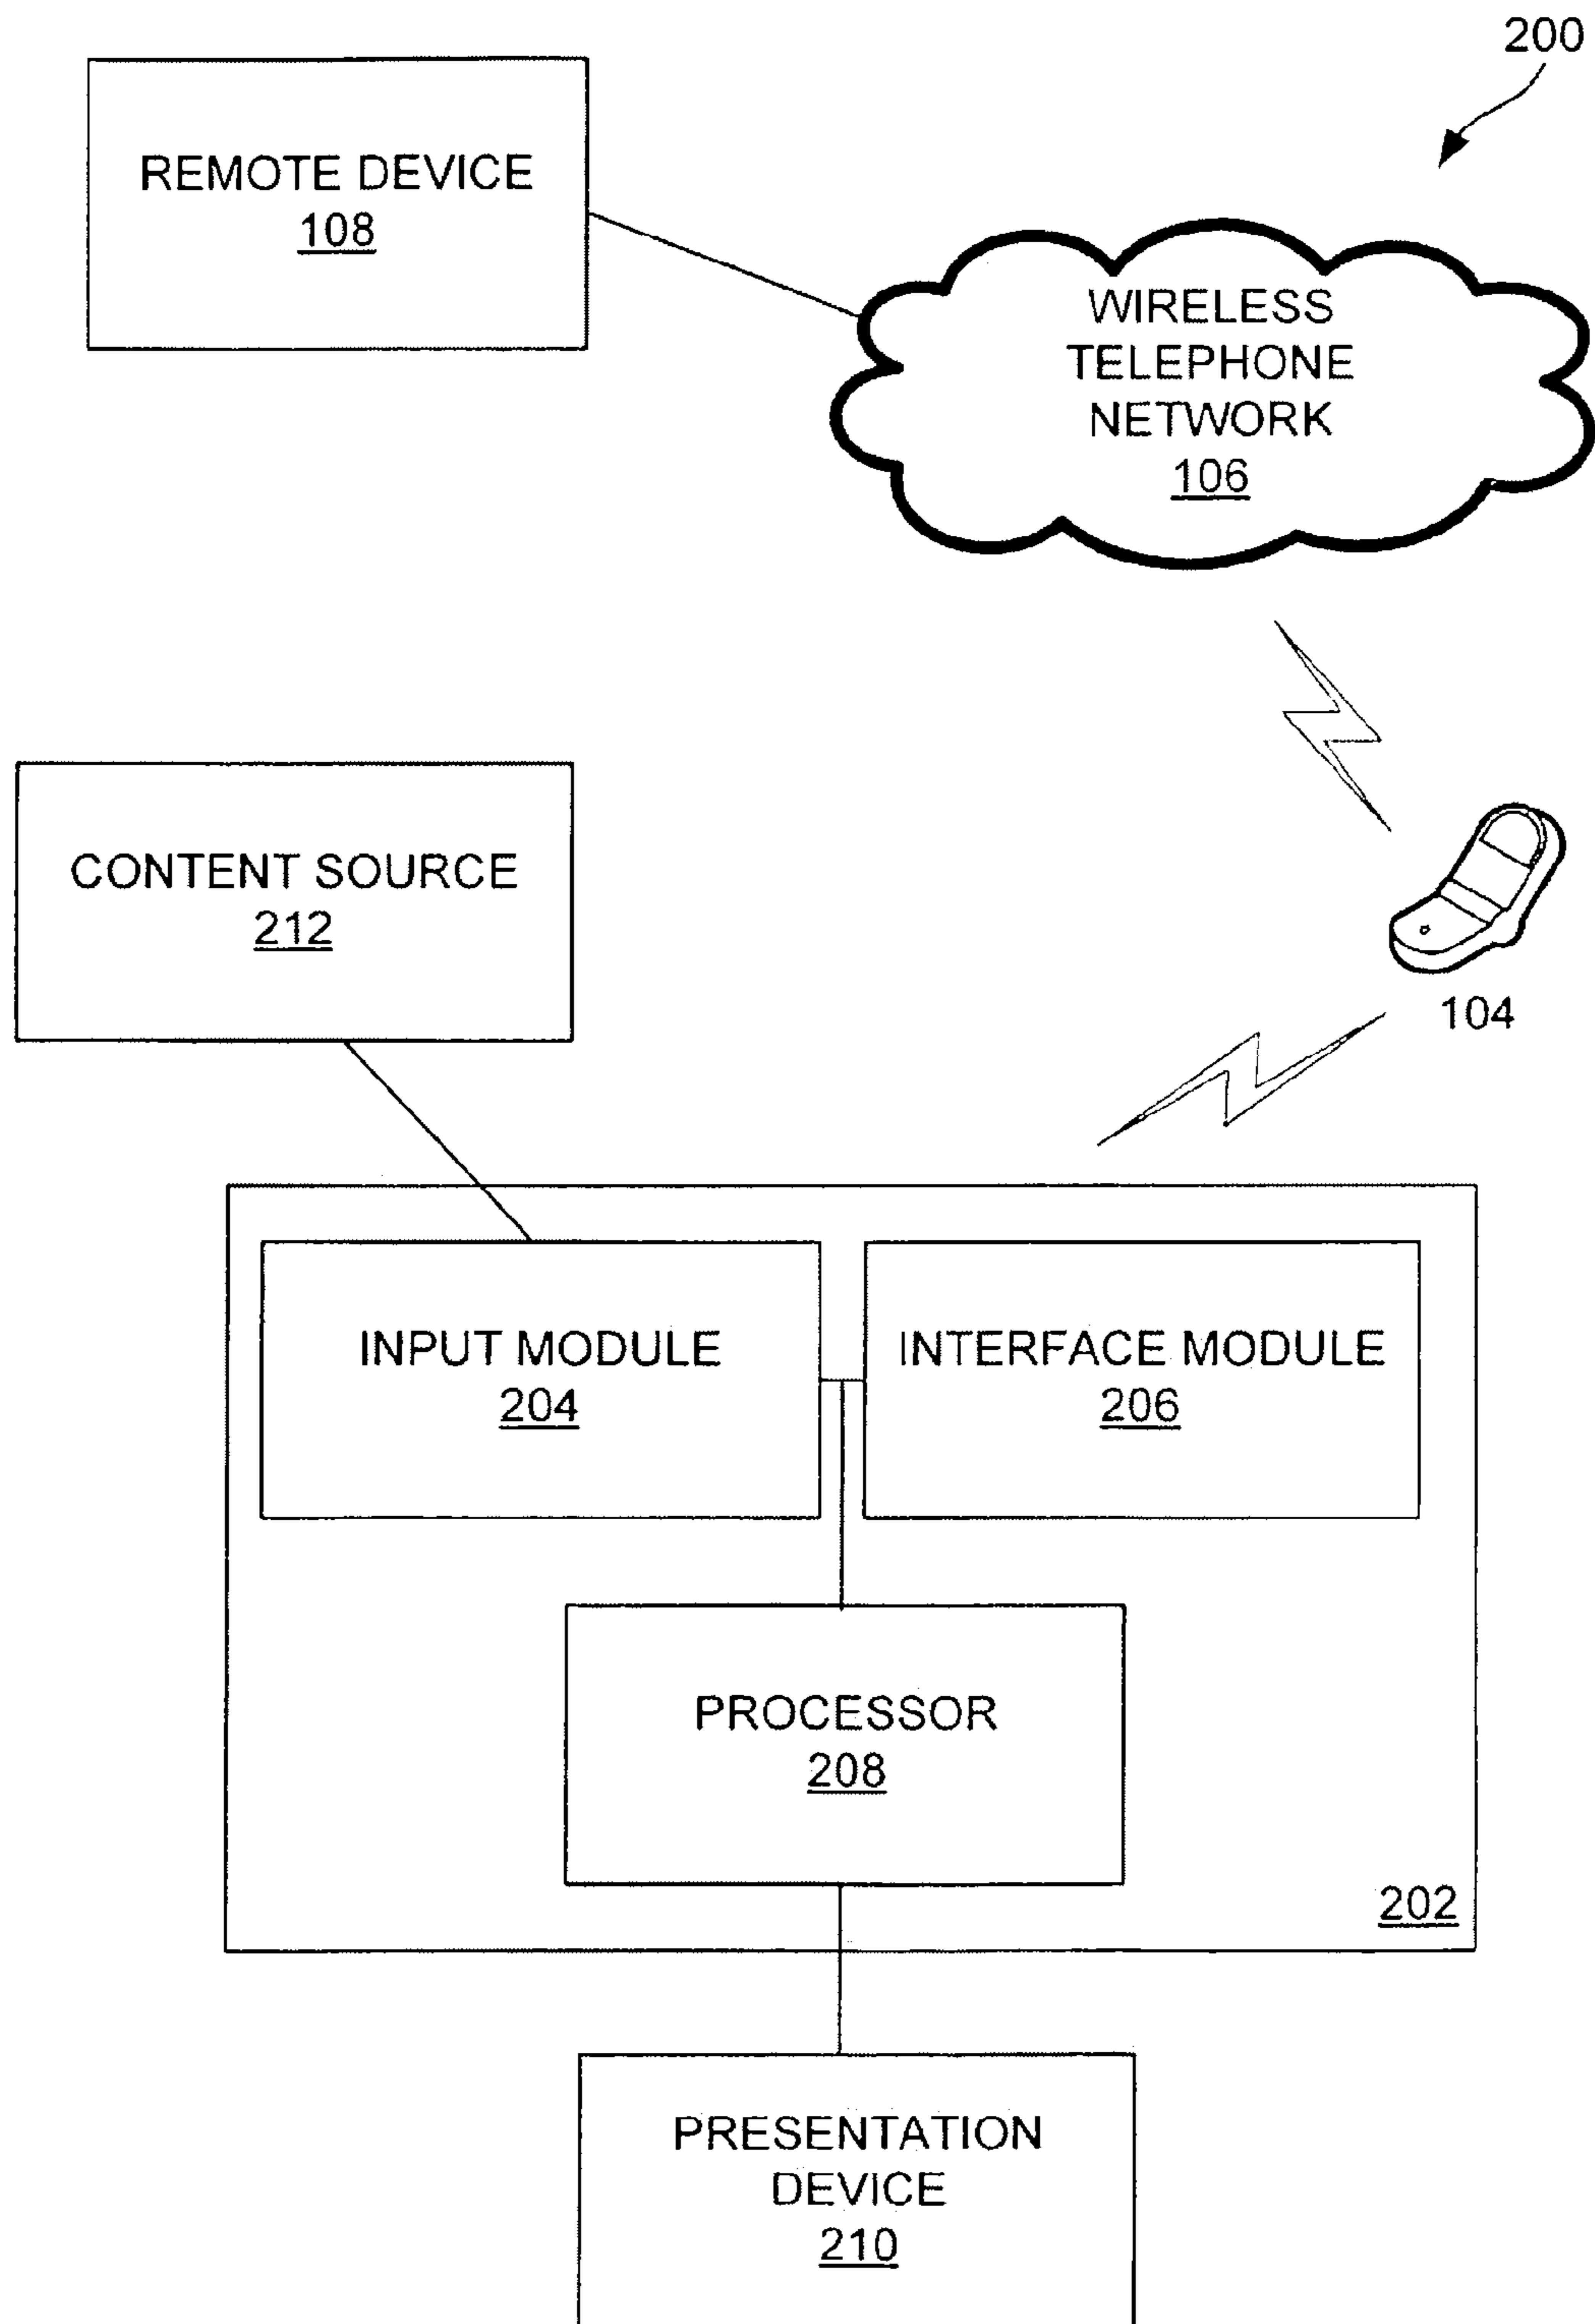 200
REMOTE DEVICE
108
WIRELESS
TELEPHONE
NETWORK
106
CONTENT SOURCE
212
104
INPUT MODULE
204
INTERFACE MODULE
206
PROCESSOR
208
202
PRESENTATION
DEVICE
210